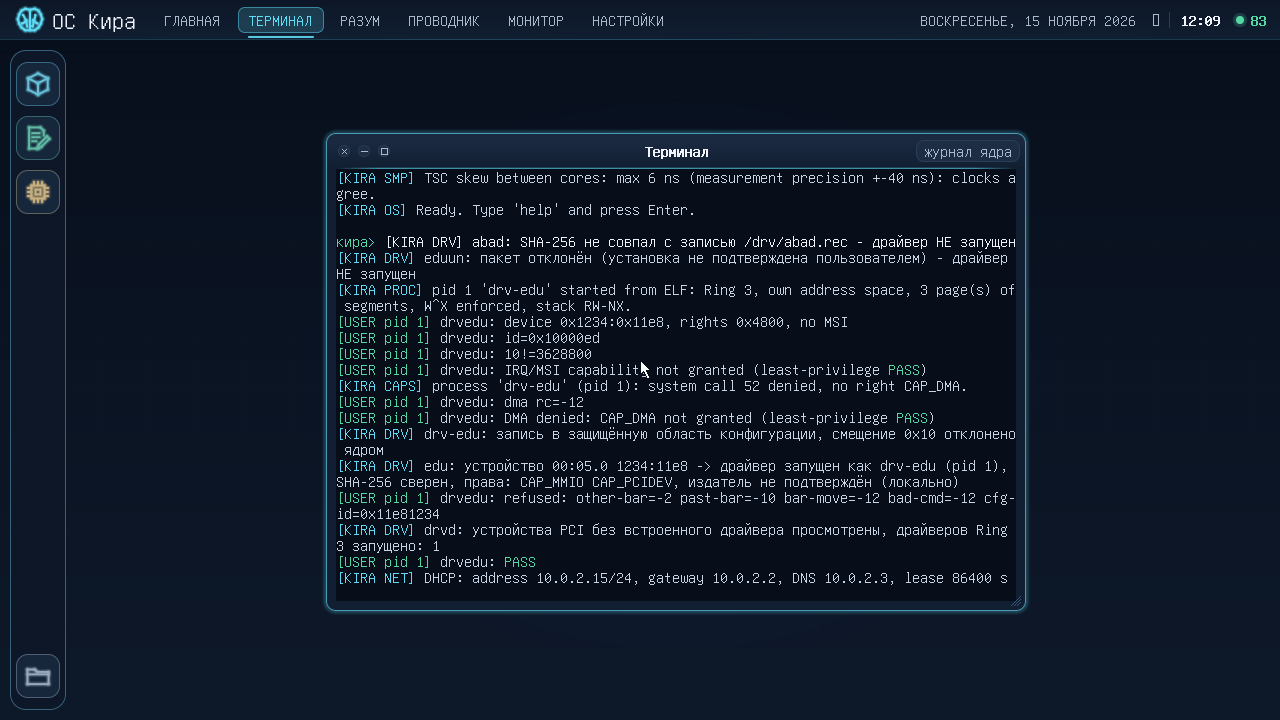 ОС Кира ГЛАВНАЯ ТЕРМИНАЛ РАЗУМ ПРОВОДНИК МОНИТОР НАСТРОЙКИ ВОСКРЕСЕНЬЕ, 15 НОЯБРЯ 2026 12:09 83
Терминал журнал ядра
[KIRA SMP] TSC skew between cores: max 6 ns (measurement precision +-40 ns): clocks a
gree.
[KIRA OS] Ready. Type 'help' and press Enter.
кира> [KIRA DRV] abad: SHA-256 не совпал с записью /drv/abad.rec - драйвер НЕ запущен
[KIRA DRV] eduun: пакет отклонён (установка не подтверждена пользователем) - драйвер
НЕ запущен
[KIRA PROC] pid 1 'drv-edu' started from ELF: Ring 3, own address space, 3 page(s) of
segments, W^X enforced, stack RW-NX.
[USER pid 1] drvedu: device 0x1234:0x11e8, rights 0x4800, no MSI
[USER pid 1] drvedu: id=0x10000ed
[USER pid 1] drvedu: 10!=3628800
[USER pid 1] drvedu: IRQ/MSI capability not granted (least-privilege PASS)
[KIRA CAPS] process 'drv-edu' (pid 1): system call 52 denied, no right CAP_DMA.
[USER pid 1] drvedu: dma rc=-12
[USER pid 1] drvedu: DMA denied: CAP_DMA not granted (least-privilege PASS)
[KIRA DRV] drv-edu: запись в защищённую область конфигурации, смещение 0x10 отклонено
ядром
[KIRA DRV] edu: устройство 00:05.0 1234:11e8 -> драйвер запущен как drv-edu (pid 1),
SHA-256 сверен, права: CAP_MMIO CAP_PCIDEV, издатель не подтверждён (локально)
[USER pid 1] drvedu: refused: other-bar=-2 past-bar=-10 bar-move=-12 bad-cmd=-12 cfg-
id=0x11e81234
[KIRA DRV] drvd: устройства PCI без встроенного драйвера просмотрены, драйверов Ring
3 запущено: 1
[USER pid 1] drvedu: PASS
[KIRA NET] DHCP: address 10.0.2.15/24, gateway 10.0.2.2, DNS 10.0.2.3, lease 86400 s